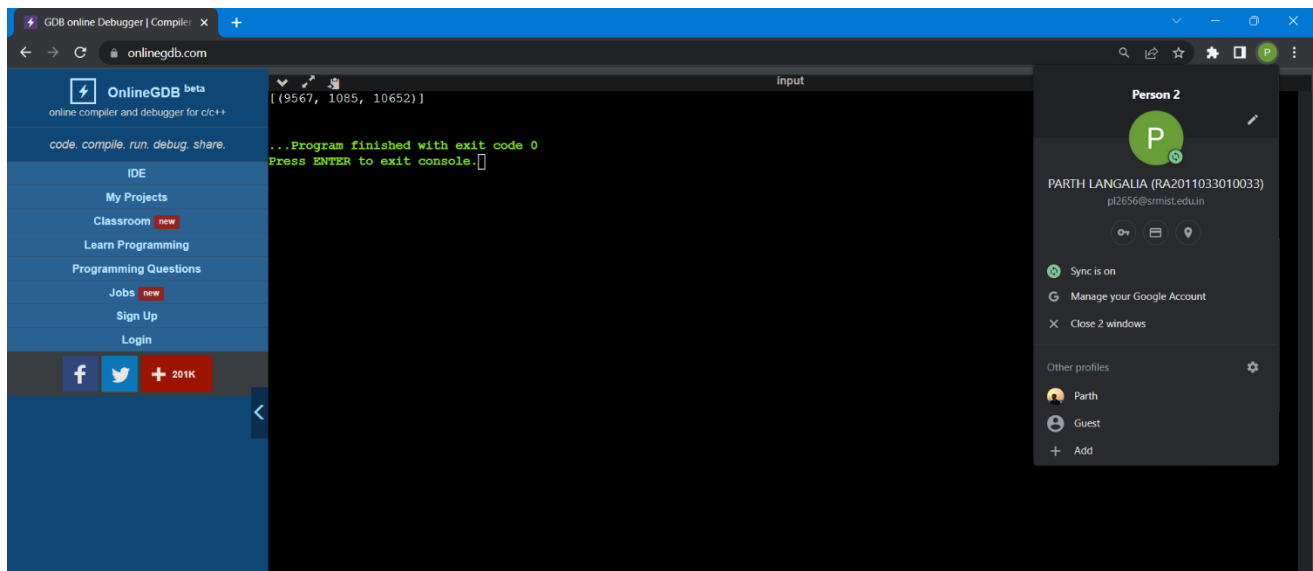 GDB online Debugger | Compiler
onlinegdb.com
OnlineGDB beta
online compiler and debugger for c/c++
code. compile. run. debug. share.
IDE
My Projects
Classroom new
Learn Programming
Programming Questions
Jobs new
Sign Up
Login
f
201K
input
[(9567, 1085, 10652)]
...Program finished with exit code 0
Press ENTER to exit console.
P
Person 2
P
PARTH LANGALIA (RA2011033010033)
pl2656@srmist.edu.in
Sync is on
G Manage your Google Account
Close 2 windows
Other profiles
Parth
Guest
Add